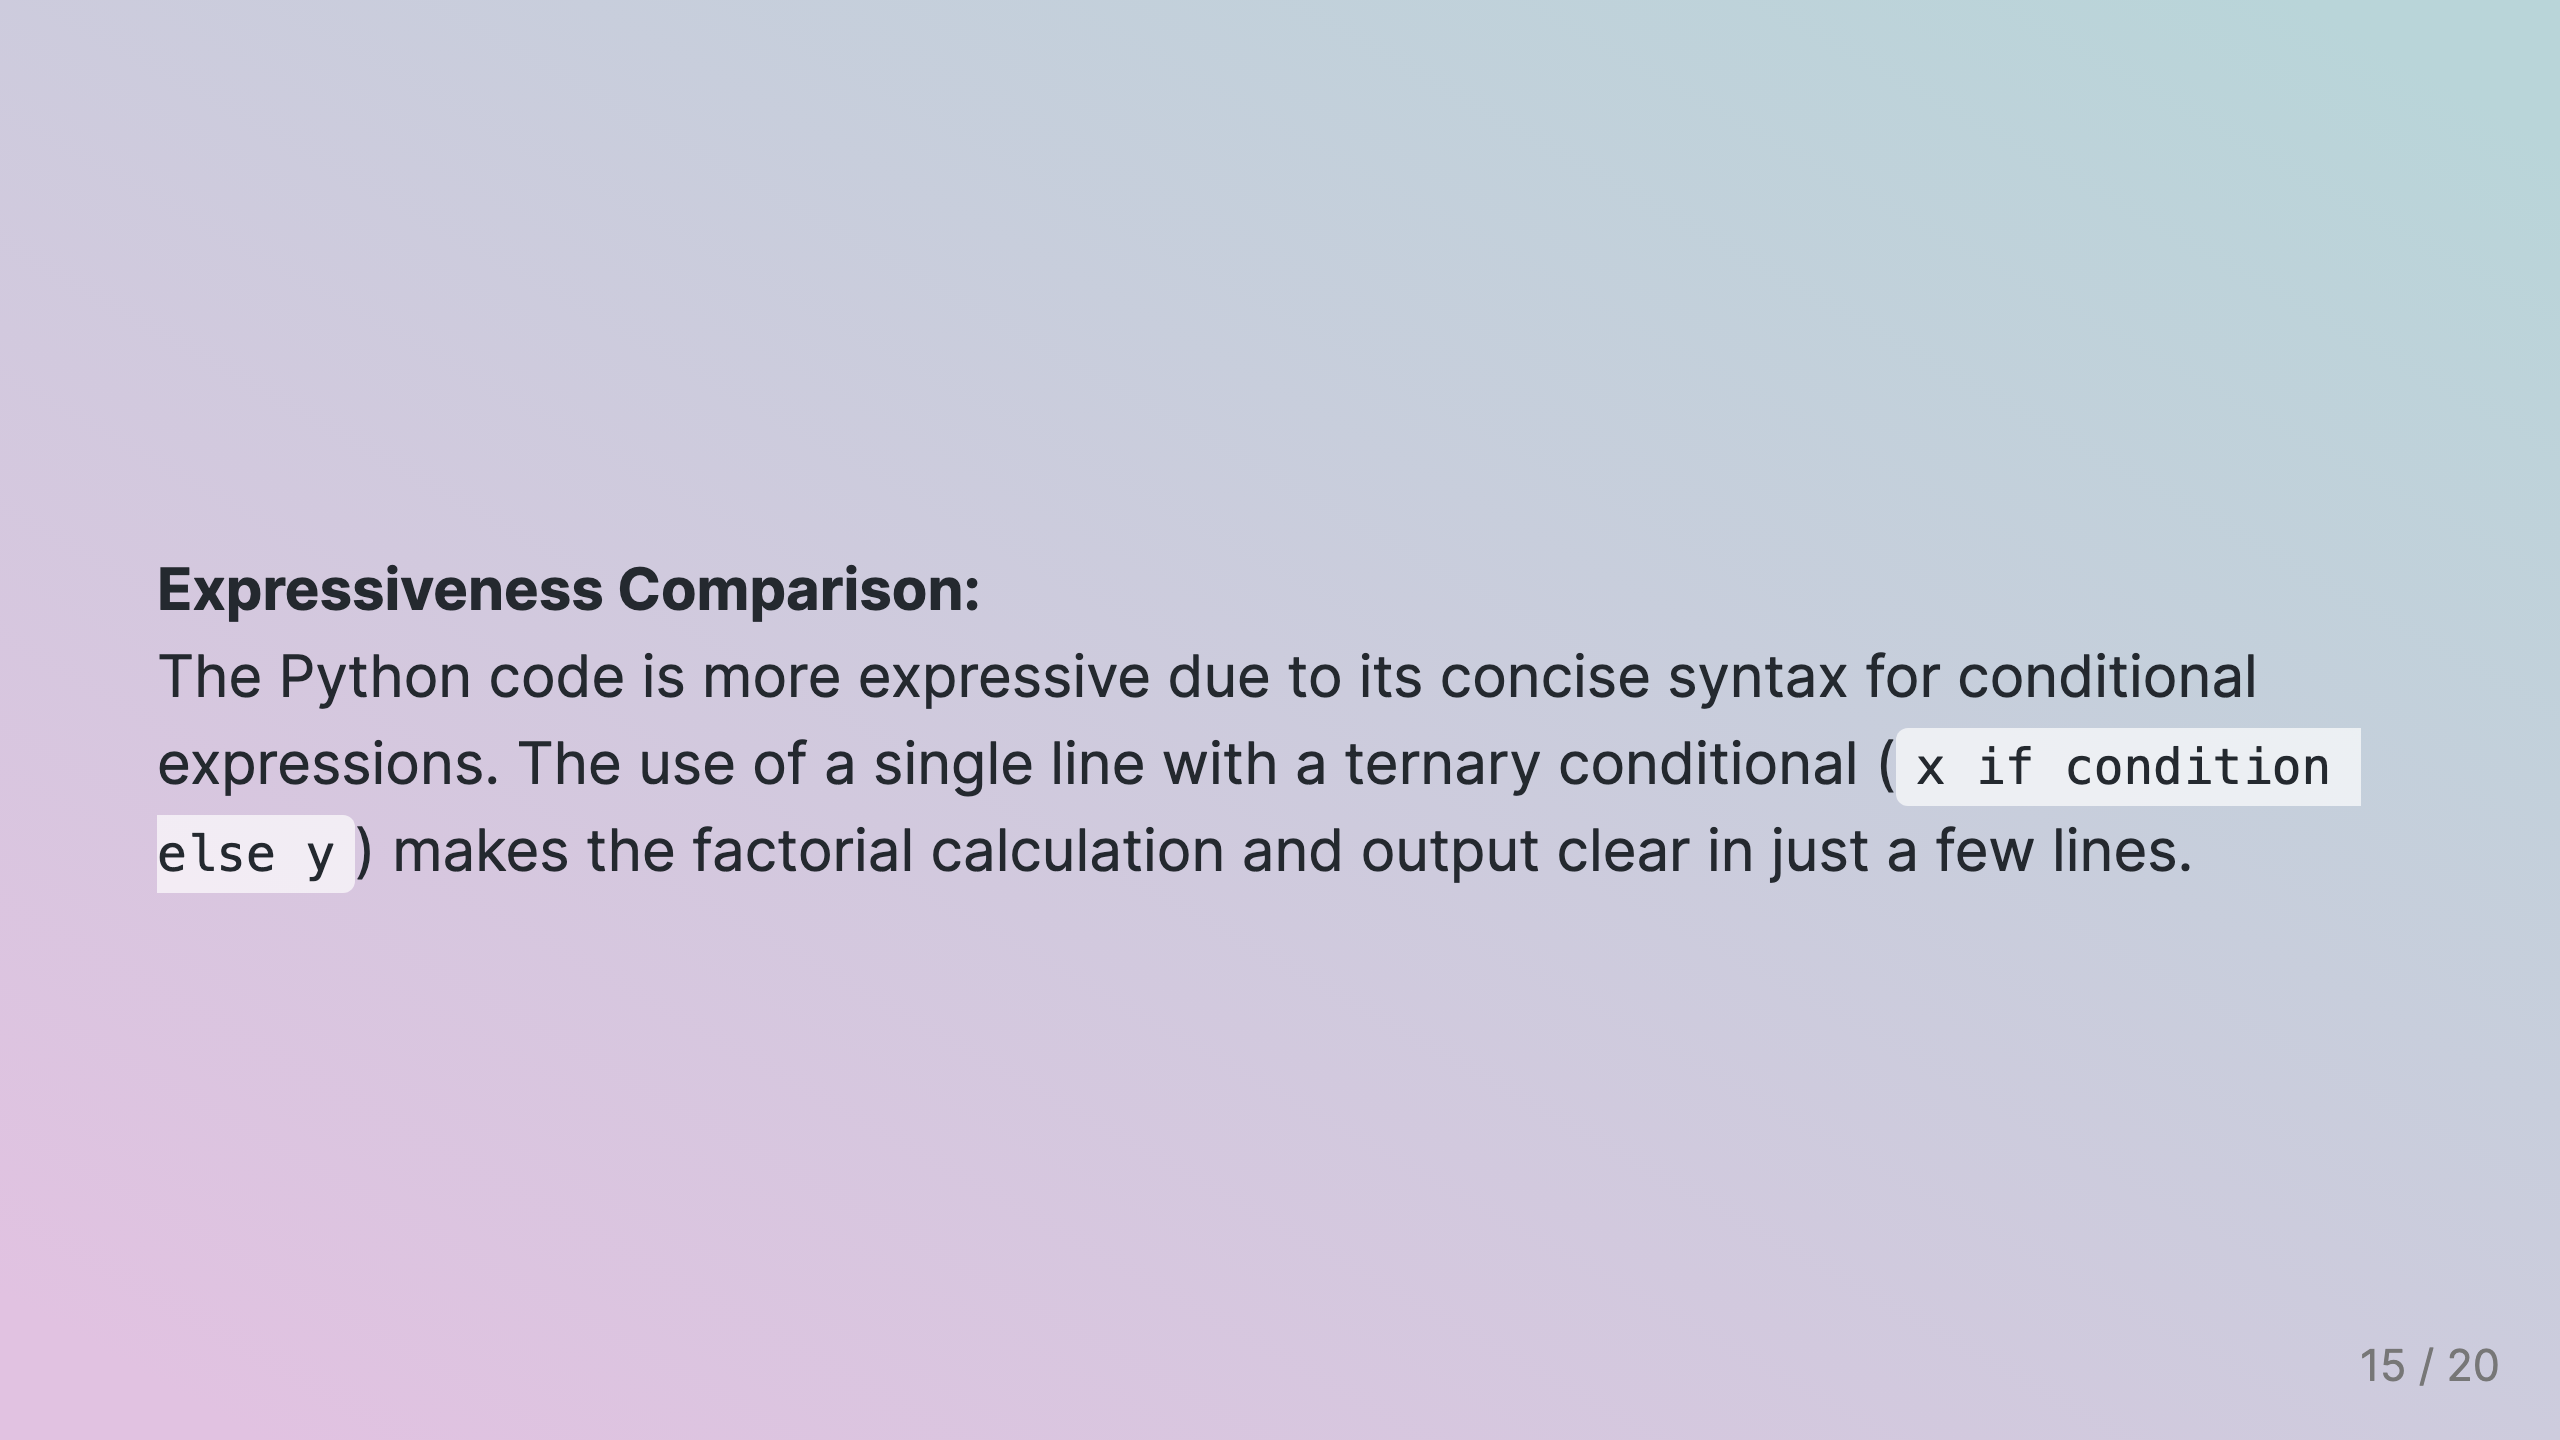 Expressiveness Comparison:
The Python code is more expressive due to its concise syntax for conditional
expressions. The use of a single line with a ternary conditional (x if condition
else y) makes the factorial calculation and output clear in just a few lines.
15 / 20